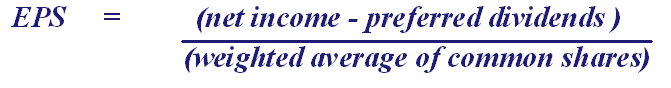 EPS = (net income - preferred dividends )
(weighted average of common shares)